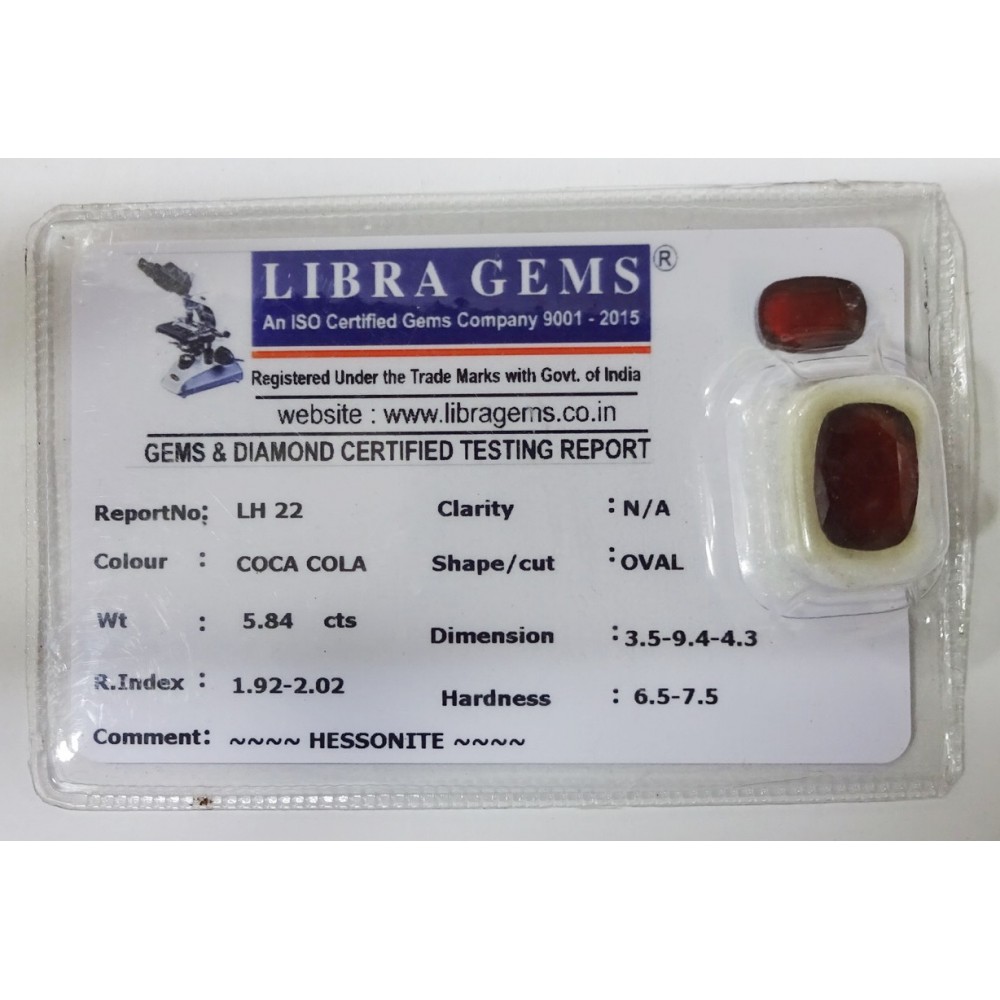 LIBRA GEMS ®
An ISO Certified Gems Company 9001 - 2015
Registered Under the Trade Marks with Govt. of India
website : www.libragems.co.in
GEMS & DIAMOND CERTIFIED TESTING REPORT
ReportNo: LH 22
Clarity : N/A
Colour : COCA COLA
Shape/cut : OVAL
Wt : 5.84 cts
Dimension : 3.5-9.4-4.3
R.Index : 1.92-2.02
Hardness : 6.5-7.5
Comment: ~~~~ HESSONITE ~~~~